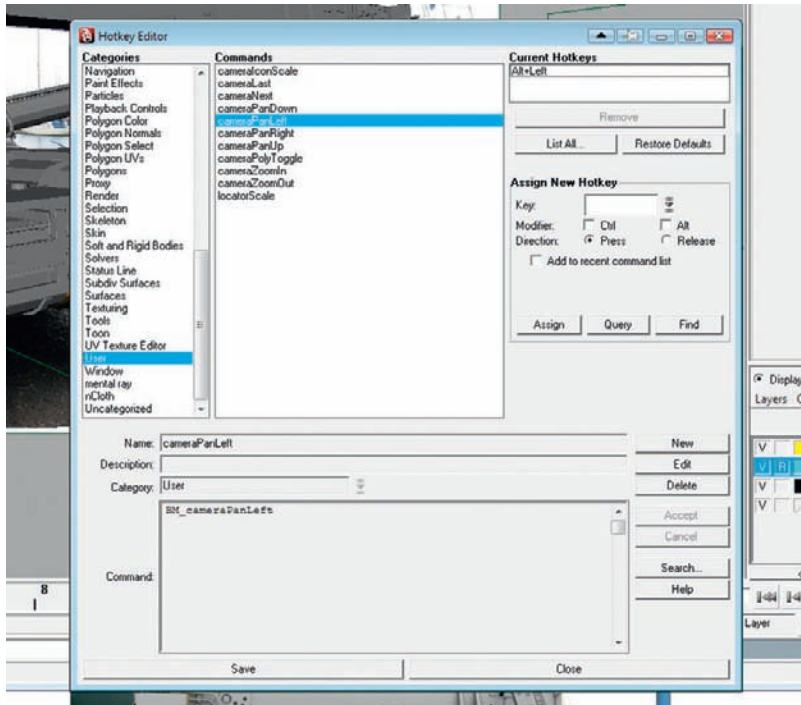 Hotkey Editor
Categories
Navigation
Paint Effects
Particles
Playback Controls
Polygon Color
Polygon Normals
Polygon Select
Polygon UVs
Polygons
Proxy
Render
Selection
Skeleton
Skin
Soft and Rigid Bodies
Solvers
Status Line
Subdiv Surfaces
Surfaces
Texturing
Tools
Toon
UV Texture Editor
User
Window
mental ray
nCloth
Uncategorized
Commands
cameraIconScale
cameraLast
cameraNext
cameraPanDown
cameraPanLeft
cameraPanRight
cameraPanUp
cameraPolyToggle
cameraZoomIn
cameraZoomOut
locatorScale
Current Hotkeys
Alt+Left
Remove
List All...
Restore Defaults
Assign New Hotkey
Key:
Modifier: Ctrl Alt
Direction: Press Release
Add to recent command list
Assign Query Find
Name: cameraPanLeft
Description:
Category: User
Command:
BM_cameraPanLeft
New
Edit
Delete
Accept
Cancel
Search...
Help
Save
Close
8
Display
Layers
V
V R
V
V
Layer